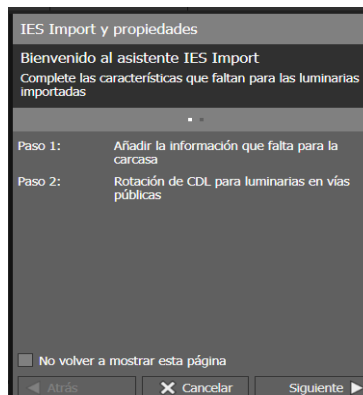 IES Import y propiedades
Bienvenido al asistente IES Import
Complete las características que faltan para las luminarias
importadas
Paso 1: Añadir la información que falta para la
carcasa
Paso 2: Rotación de CDL para luminarias en vías
públicas
No volver a mostrar esta página
Atrás Cancelar Siguiente